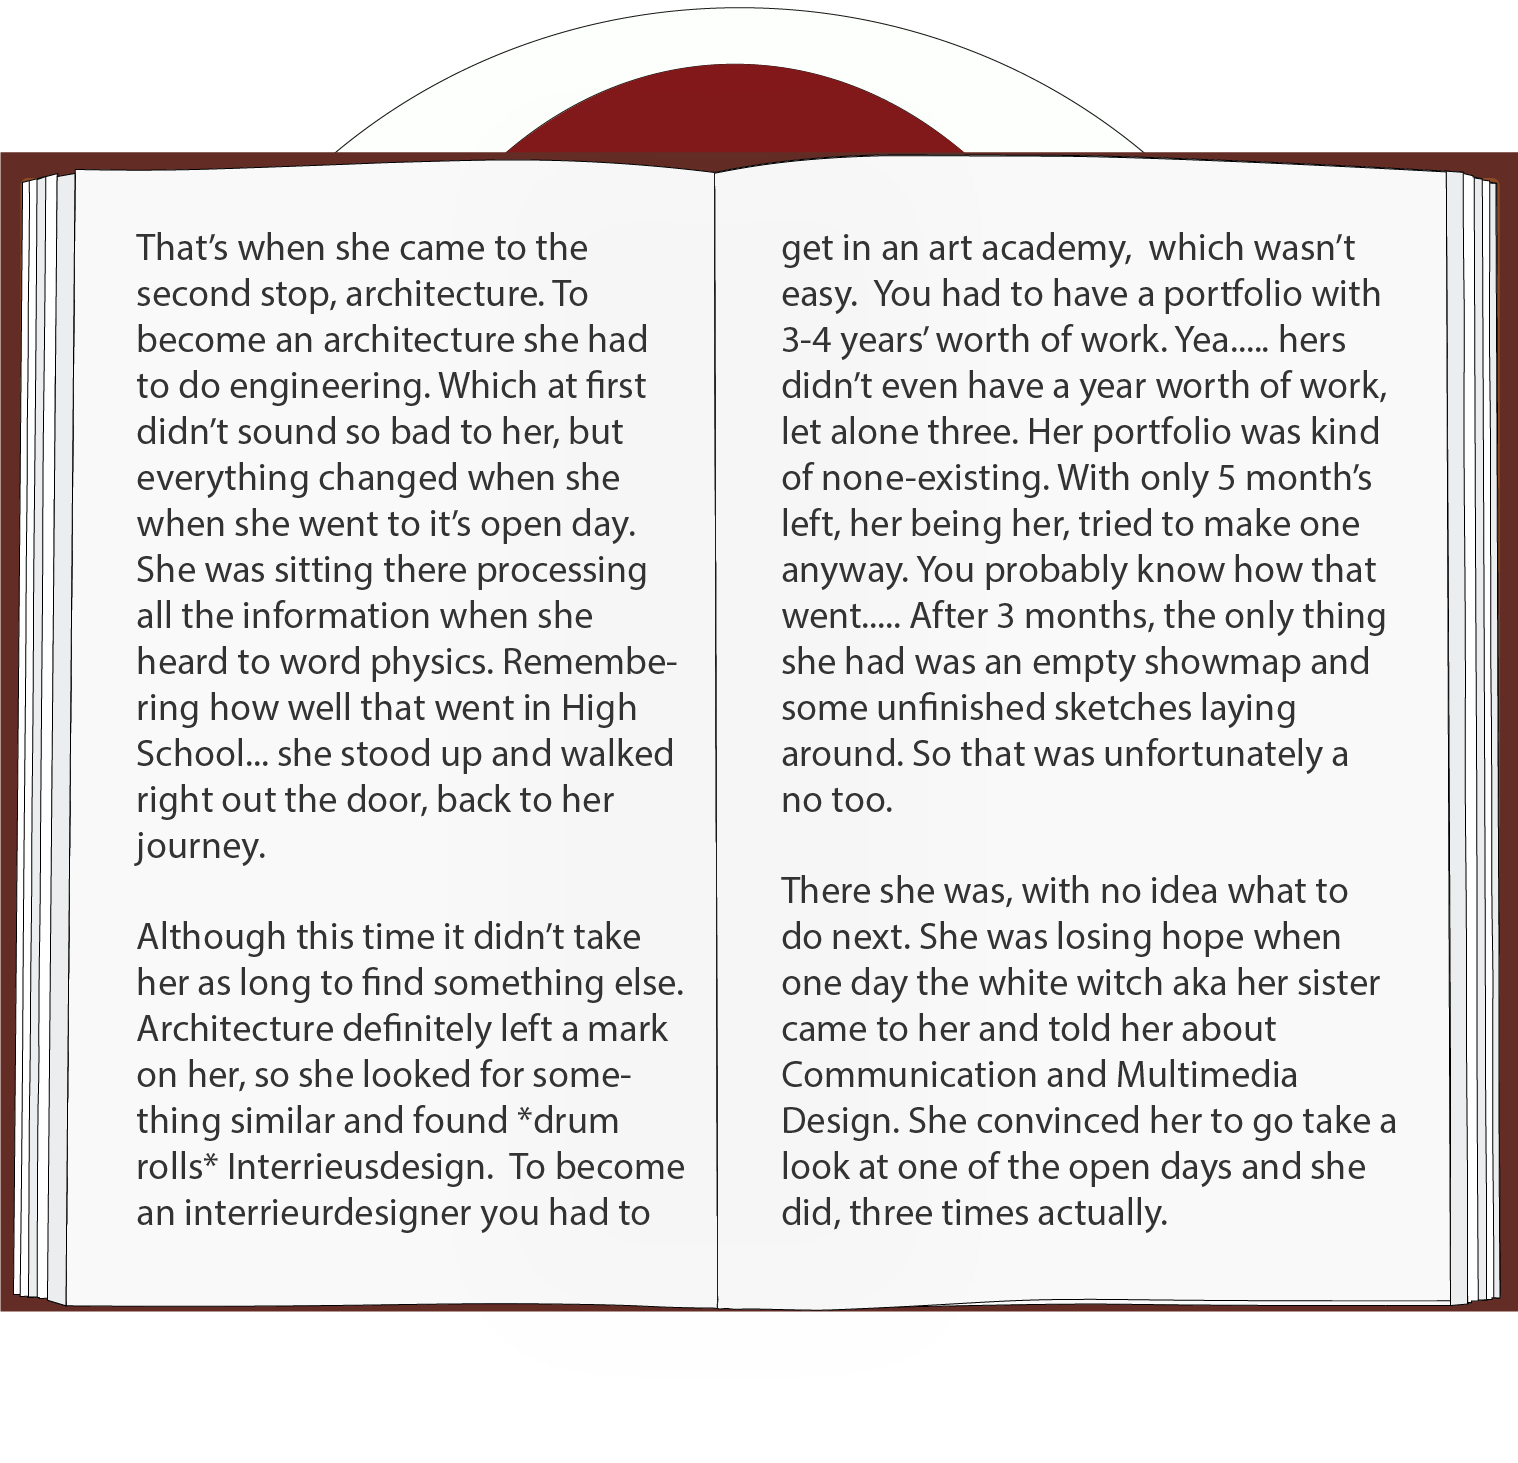 That’s when she came to the
second stop, architecture. To
become an architecture she had
to do engineering. Which at first
didn’t sound so bad to her, but
everything changed when she
when she went to it’s open day.
She was sitting there processing
all the information when she
heard to word physics. Remembe-
ring how well that went in High
School... she stood up and walked
right out the door, back to her
journey.

Although this time it didn’t take
her as long to find something else.
Architecture definitely left a mark
on her, so she looked for some-
thing similar and found *drum
rolls* Interrieusdesign.  To become
an interrieurdesigner you had to
get in an art academy,  which wasn’t
easy.  You had to have a portfolio with
3-4 years’ worth of work. Yea..... hers
didn’t even have a year worth of work,
let alone three. Her portfolio was kind
of none-existing. With only 5 month’s
left, her being her, tried to make one
anyway. You probably know how that
went..... After 3 months, the only thing
she had was an empty showmap and
some unfinished sketches laying
around. So that was unfortunately a
no too.

There she was, with no idea what to
do next. She was losing hope when
one day the white witch aka her sister
came to her and told her about
Communication and Multimedia
Design. She convinced her to go take a
look at one of the open days and she
did, three times actually.